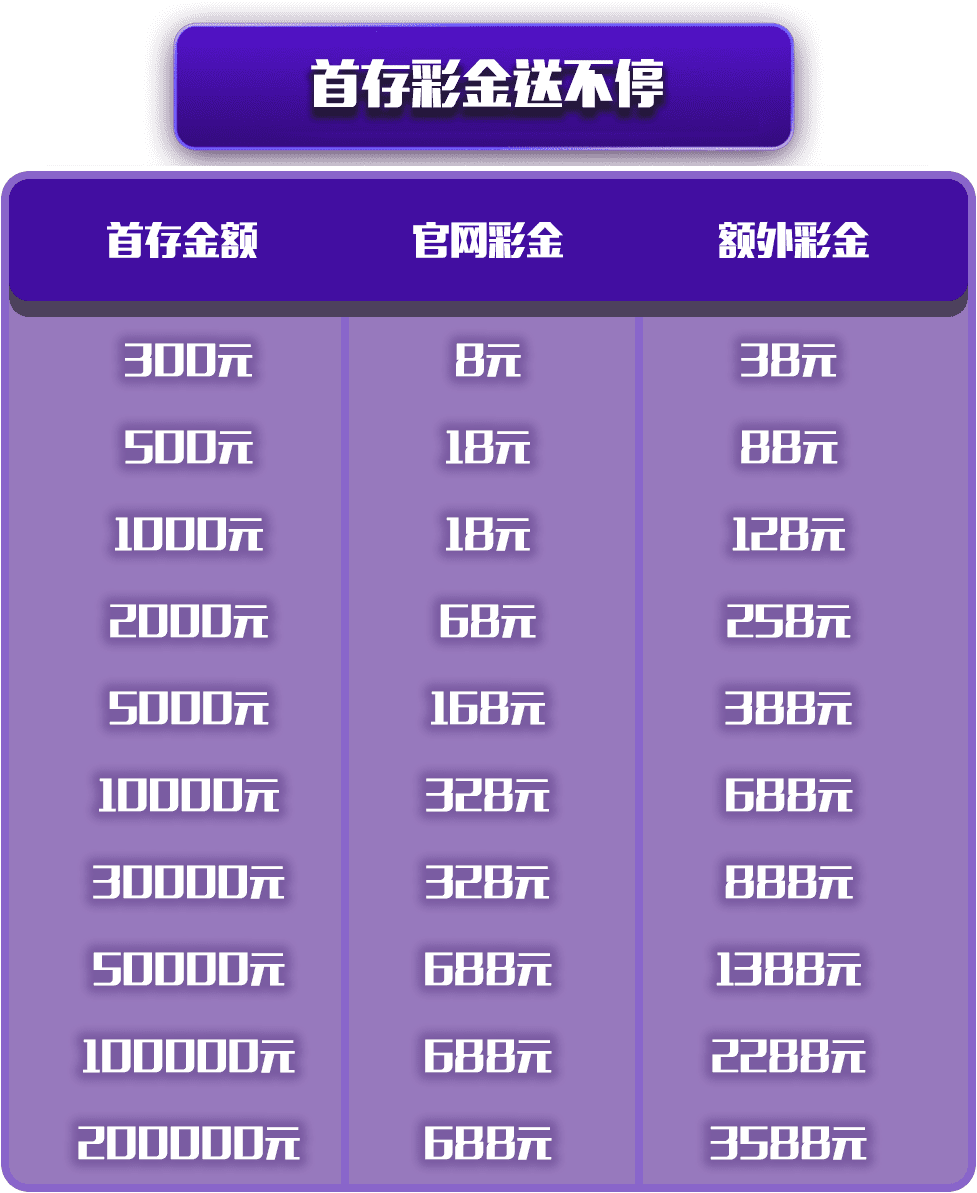 首存彩金送不停
首存金额 官网彩金 额外彩金
300元 8元 38元
500元 18元 88元
1000元 18元 128元
2000元 68元 258元
5000元 168元 388元
10000元 328元 688元
30000元 328元 888元
50000元 688元 1388元
100000元 688元 2288元
200000元 688元 3588元